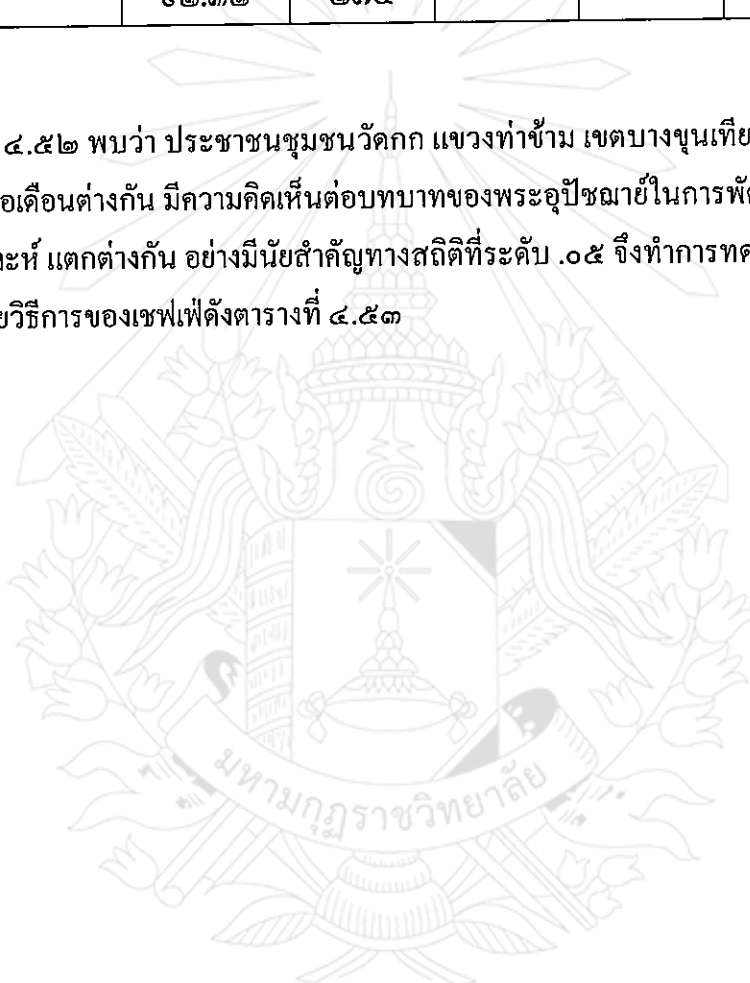 ๔.๕๒ พบว่า ประชาชนชุมชนวัดกก แขวงท่าข้าม เขตบางขุนเทีย
อเดือนต่างกัน มีความคิดเห็นต่อบทบาทของพระอุปัชฌาย์ในการพั
ะห์ แตกต่างกัน อย่างมีนัยสำคัญทางสถิติที่ระดับ .๐๕ จึงทำการทด
ยวิธีการของเชฟเฟ่ดังตารางที่ ๔.๕๓
มหามกุฏราชวิทยาลัย